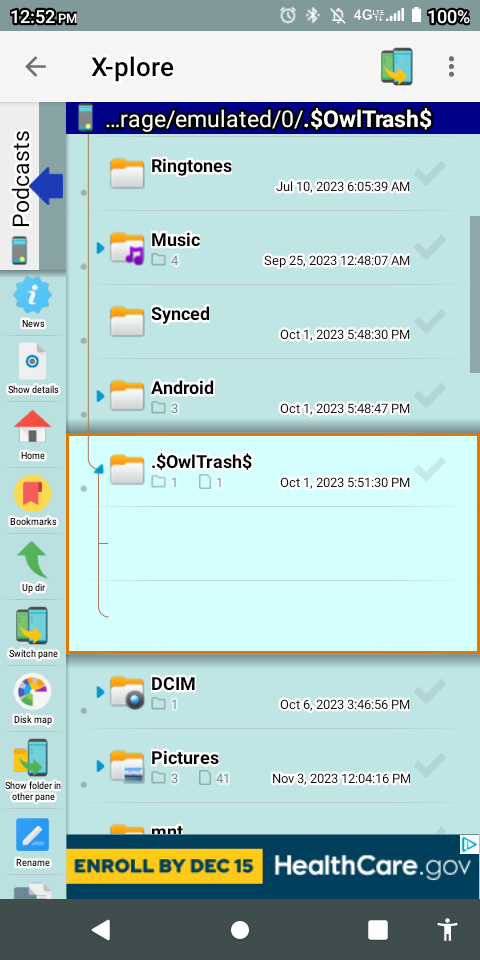 12:52 PM
4G LTE
100%
X-plore
Podcasts
…rage/emulated/0/.$OwlTrash$
Ringtones
Jul 10, 2023 6:05:39 AM
Music
4
Sep 25, 2023 12:48:07 AM
Synced
Oct 1, 2023 5:48:30 PM
Android
3
Oct 1, 2023 5:48:47 PM
.$OwlTrash$
1
1
Oct 1, 2023 5:51:30 PM
DCIM
1
Oct 6, 2023 3:46:56 PM
Pictures
3
41
Nov 3, 2023 12:04:16 PM
mnt
News
Show details
Home
Bookmarks
Up dir
Switch pane
Disk map
Show folder in
other pane
Rename
ENROLL BY DEC 15
HealthCare.gov